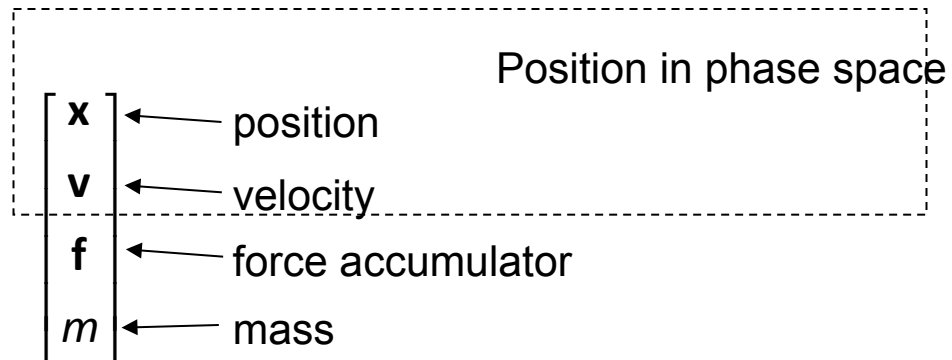 Position in phase space
x position
v velocity
f force accumulator
m mass